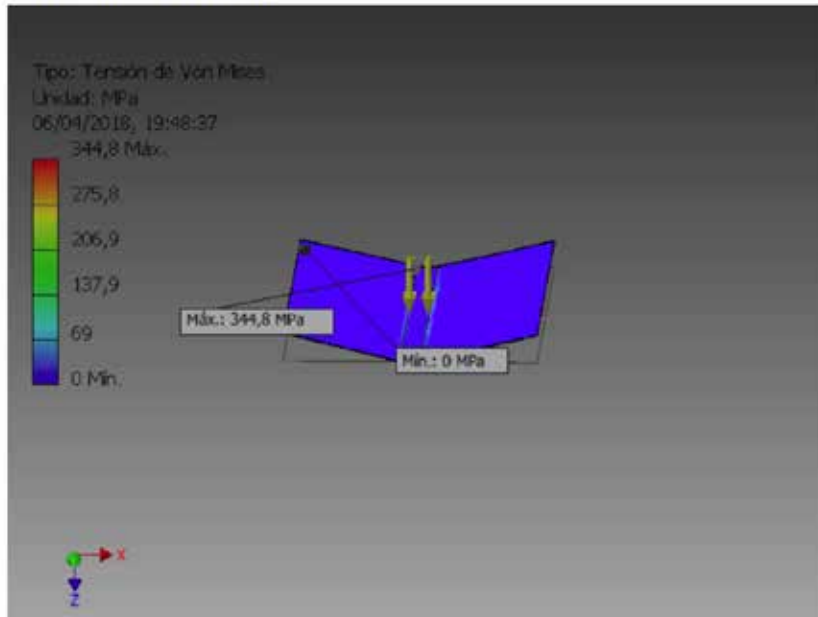 Tipo: Tensión de Von Mises
Unidad: MPa
06/04/2018, 19:48:37
344,8 Máx.
275,8
206,9
137,9
69
0 Mín.
Máx.: 344,8 MPa
Mín.: 0 MPa
X
Z